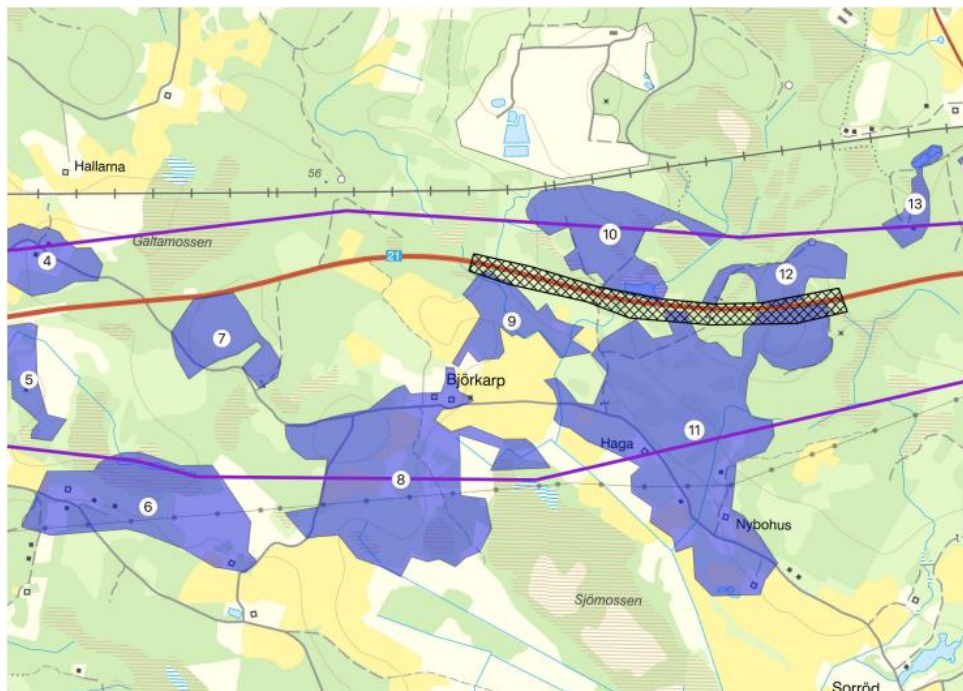 Hallarna
56
13
10
4
Galtamossen
21
12
9
7
5
Björkarp
11
Haga
8
6
Nybohus
Sjömossen
Sorröd